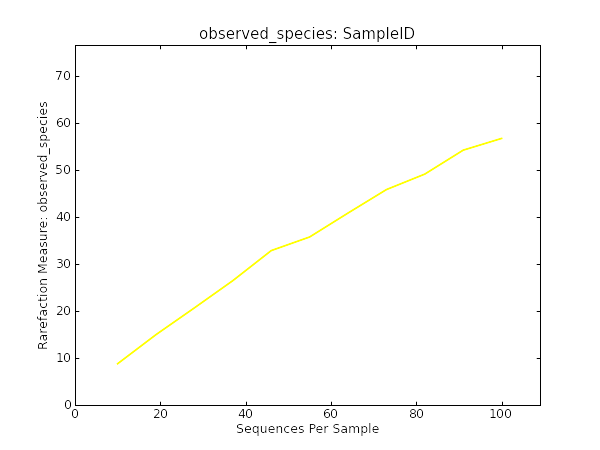 observed_species: SampleID
Rarefaction Measure: observed_species
70
60
50
40
30
20
10
0
0 20 40 60 80 100
Sequences Per Sample